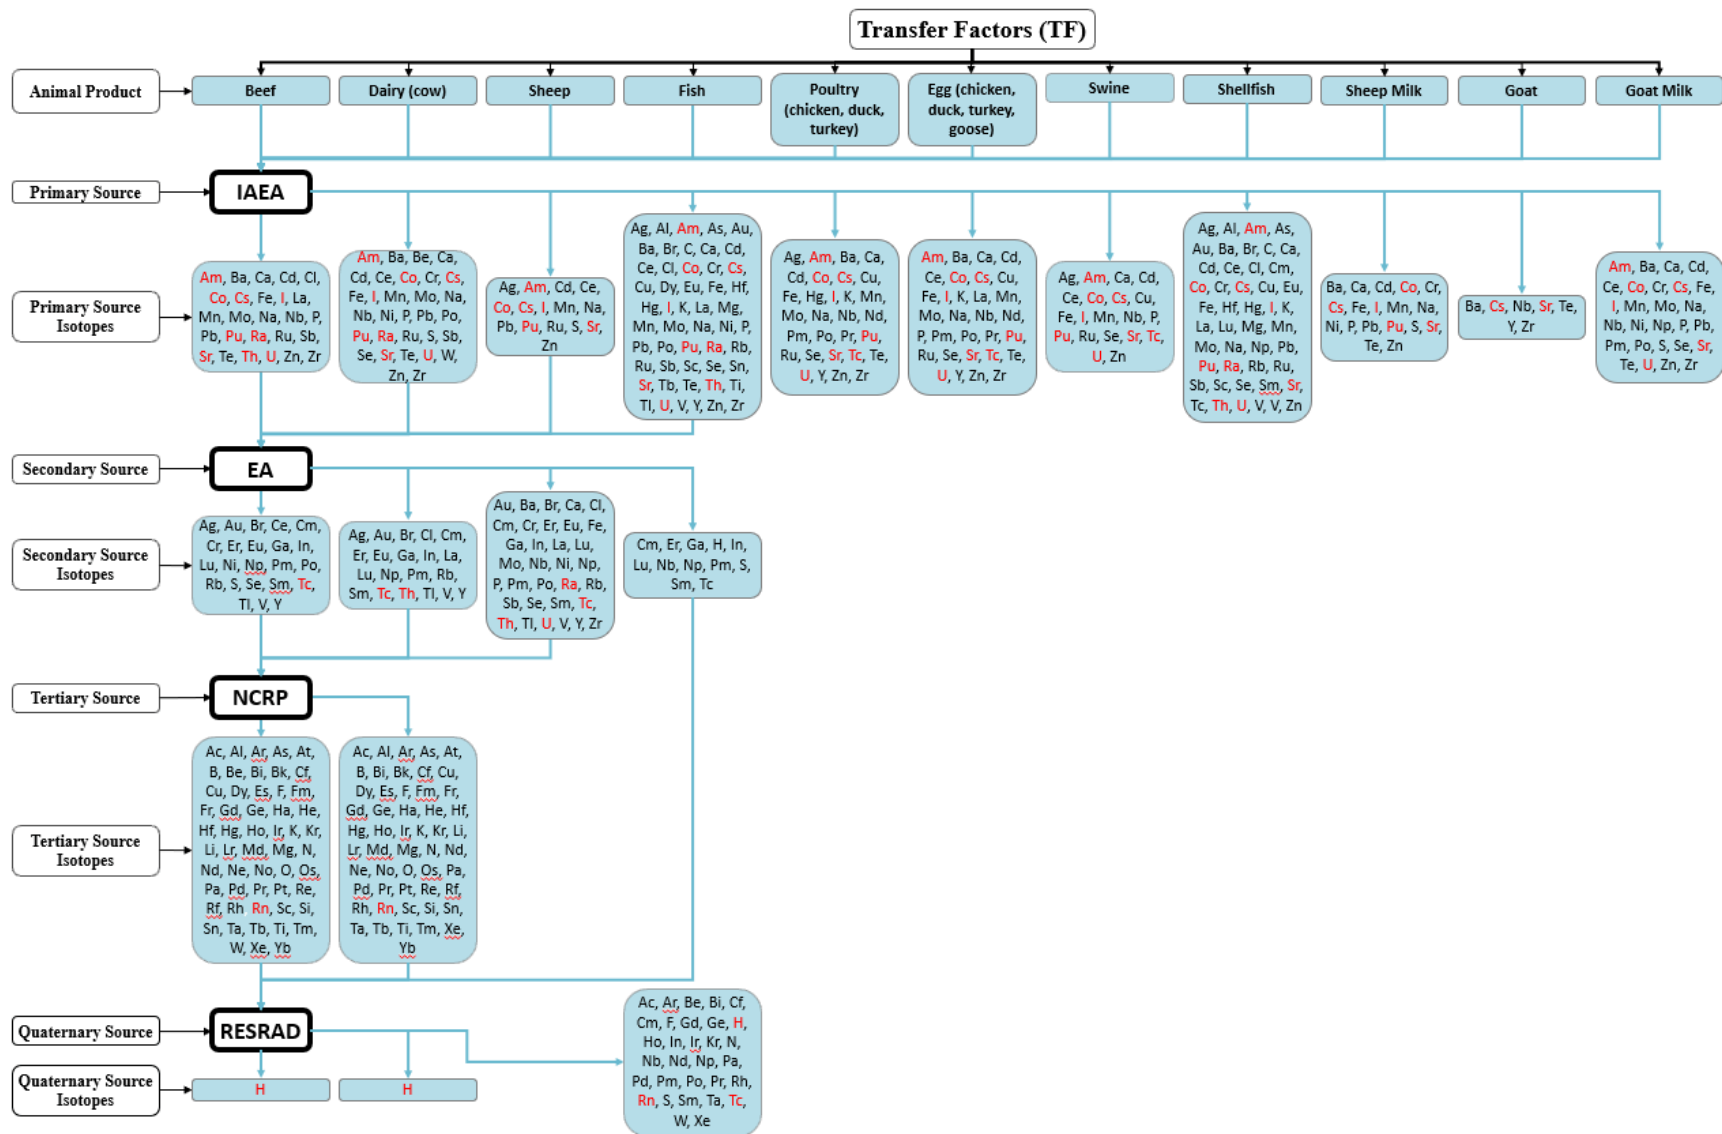 Transfer Factors (TF)
Animal Product
Beef
Dairy (cow)
Sheep
Fish
Poultry
(chicken, duck,
turkey)
Egg (chicken,
duck, turkey,
goose)
Swine
Shellfish
Sheep Milk
Goat
Goat Milk
Primary Source
IAEA
Primary Source
Isotopes
Am, Ba, Ca, Cd, Cl,
Co, Cs, Fe, I, La,
Mn, Mo, Na, Nb, P,
Pb, Pu, Ra, Ru, Sb,
Sr, Te, Th, U, Zn, Zr
Am, Ba, Be, Ca,
Cd, Ce, Co, Cr, Cs,
Fe, I, Mn, Mo, Na,
Nb, Ni, P, Pb, Po,
Pu, Ra, Ru, S, Sb,
Se, Sr, Te, U, W,
Zn, Zr
Ag, Am, Cd, Ce,
Co, Cs, I, Mn, Na,
Pb, Pu, Ru, S, Sr,
Zn
Ag, Al, Am, As, Au,
Ba, Br, C, Ca, Cd,
Ce, Cl, Co, Cr, Cs,
Cu, Dy, Eu, Fe, Hf,
Hg, I, K, La, Mg,
Mn, Mo, Na, Ni, P,
Pb, Po, Pu, Ra, Rb,
Ru, Sb, Sc, Se, Sn,
Sr, Tb, Te, Th, Ti,
Tl, U, V, Y, Zn, Zr
Ag, Am, Ba, Ca,
Cd, Co, Cs, Cu,
Fe, Hg, I, K, Mn,
Mo, Na, Nb, Nd,
Pm, Po, Pr, Pu,
Ru, Se, Sr, Tc, Te,
U, Y, Zn, Zr
Am, Ba, Ca, Cd,
Ce, Co, Cs, Cu,
Fe, I, K, La, Mn,
Mo, Na, Nb, Nd,
P, Pm, Po, Pr, Pu,
Ru, Se, Sr, Tc, Te,
U, Y, Zn, Zr
Ag, Am, Ca, Cd,
Ce, Co, Cs, Cu,
Fe, I, Mn, Nb, P,
Pu, Ru, Se, Sr, Tc,
U, Zn
Ag, Al, Am, As,
Au, Ba, Br, C, Ca,
Cd, Ce, Cl, Cm,
Co, Cr, Cs, Cu, Eu,
Fe, Hf, Hg, I, K,
La, Lu, Mg, Mn,
Mo, Na, Np, Pb,
Pu, Ra, Rb, Ru,
Sb, Sc, Se, Sm, Sr,
Tc, Th, U, V, V, Zn
Ba, Ca, Cd, Co, Cr,
Cs, Fe, I, Mn, Na,
Ni, P, Pb, Pu, S, Sr,
Te, Zn
Ba, Cs, Nb, Sr, Te,
Y, Zr
Am, Ba, Ca, Cd,
Ce, Co, Cr, Cs, Fe,
I, Mn, Mo, Na,
Nb, Ni, Np, P, Pb,
Pm, Po, S, Se, Sr,
Te, U, Zn, Zr
Secondary Source
EA
Secondary Source
Isotopes
Ag, Au, Br, Ce, Cm,
Cr, Er, Eu, Ga, In,
Lu, Ni, Np, Pm, Po,
Rb, S, Se, Sm, Tc,
Tl, V, Y
Ag, Au, Br, Cl, Cm,
Er, Eu, Ga, In, La,
Lu, Np, Pm, Rb,
Sm, Tc, Th, Tl, V, Y
Au, Ba, Br, Ca, Cl,
Cm, Cr, Er, Eu, Fe,
Ga, In, La, Lu,
Mo, Nb, Ni, Np,
P, Pm, Po, Ra, Rb,
Sb, Se, Sm, Tc,
Th, Tl, U, V, Y, Zr
Cm, Er, Ga, H, In,
Lu, Nb, Np, Pm, S,
Sm, Tc
Tertiary Source
NCRP
Tertiary Source
Isotopes
Ac, Al, Ar, As, At,
B, Be, Bi, Bk, Cf,
Cu, Dy, Es, F, Fm,
Fr, Gd, Ge, Ha, He,
Hf, Hg, Ho, Ir, K, Kr,
Li, Lr, Md, Mg, N,
Nd, Ne, No, O, Os,
Pa, Pd, Pr, Pt, Re,
Rf, Rh, Rn, Sc, Si,
Sn, Ta, Tb, Ti, Tm,
W, Xe, Yb
Ac, Al, Ar, As, At,
B, Bi, Bk, Cf, Cu,
Dy, Es, F, Fm, Fr,
Gd, Ge, Ha, He, Hf,
Hg, Ho, Ir, K, Kr, Li,
Lr, Md, Mg, N, Nd,
Ne, No, O, Os, Pa,
Pd, Pr, Pt, Re, Rf,
Rh, Rn, Sc, Si, Sn,
Ta, Tb, Ti, Tm, Xe,
Yb
Quaternary Source
RESRAD
Quaternary Source
Isotopes
H
H
Ac, Ar, Be, Bi, Cf,
Cm, F, Gd, Ge, H,
Ho, In, Ir, Kr, N,
Nb, Nd, Np, Pa,
Pd, Pm, Po, Pr, Rh,
Rn, S, Sm, Ta, Tc,
W, Xe